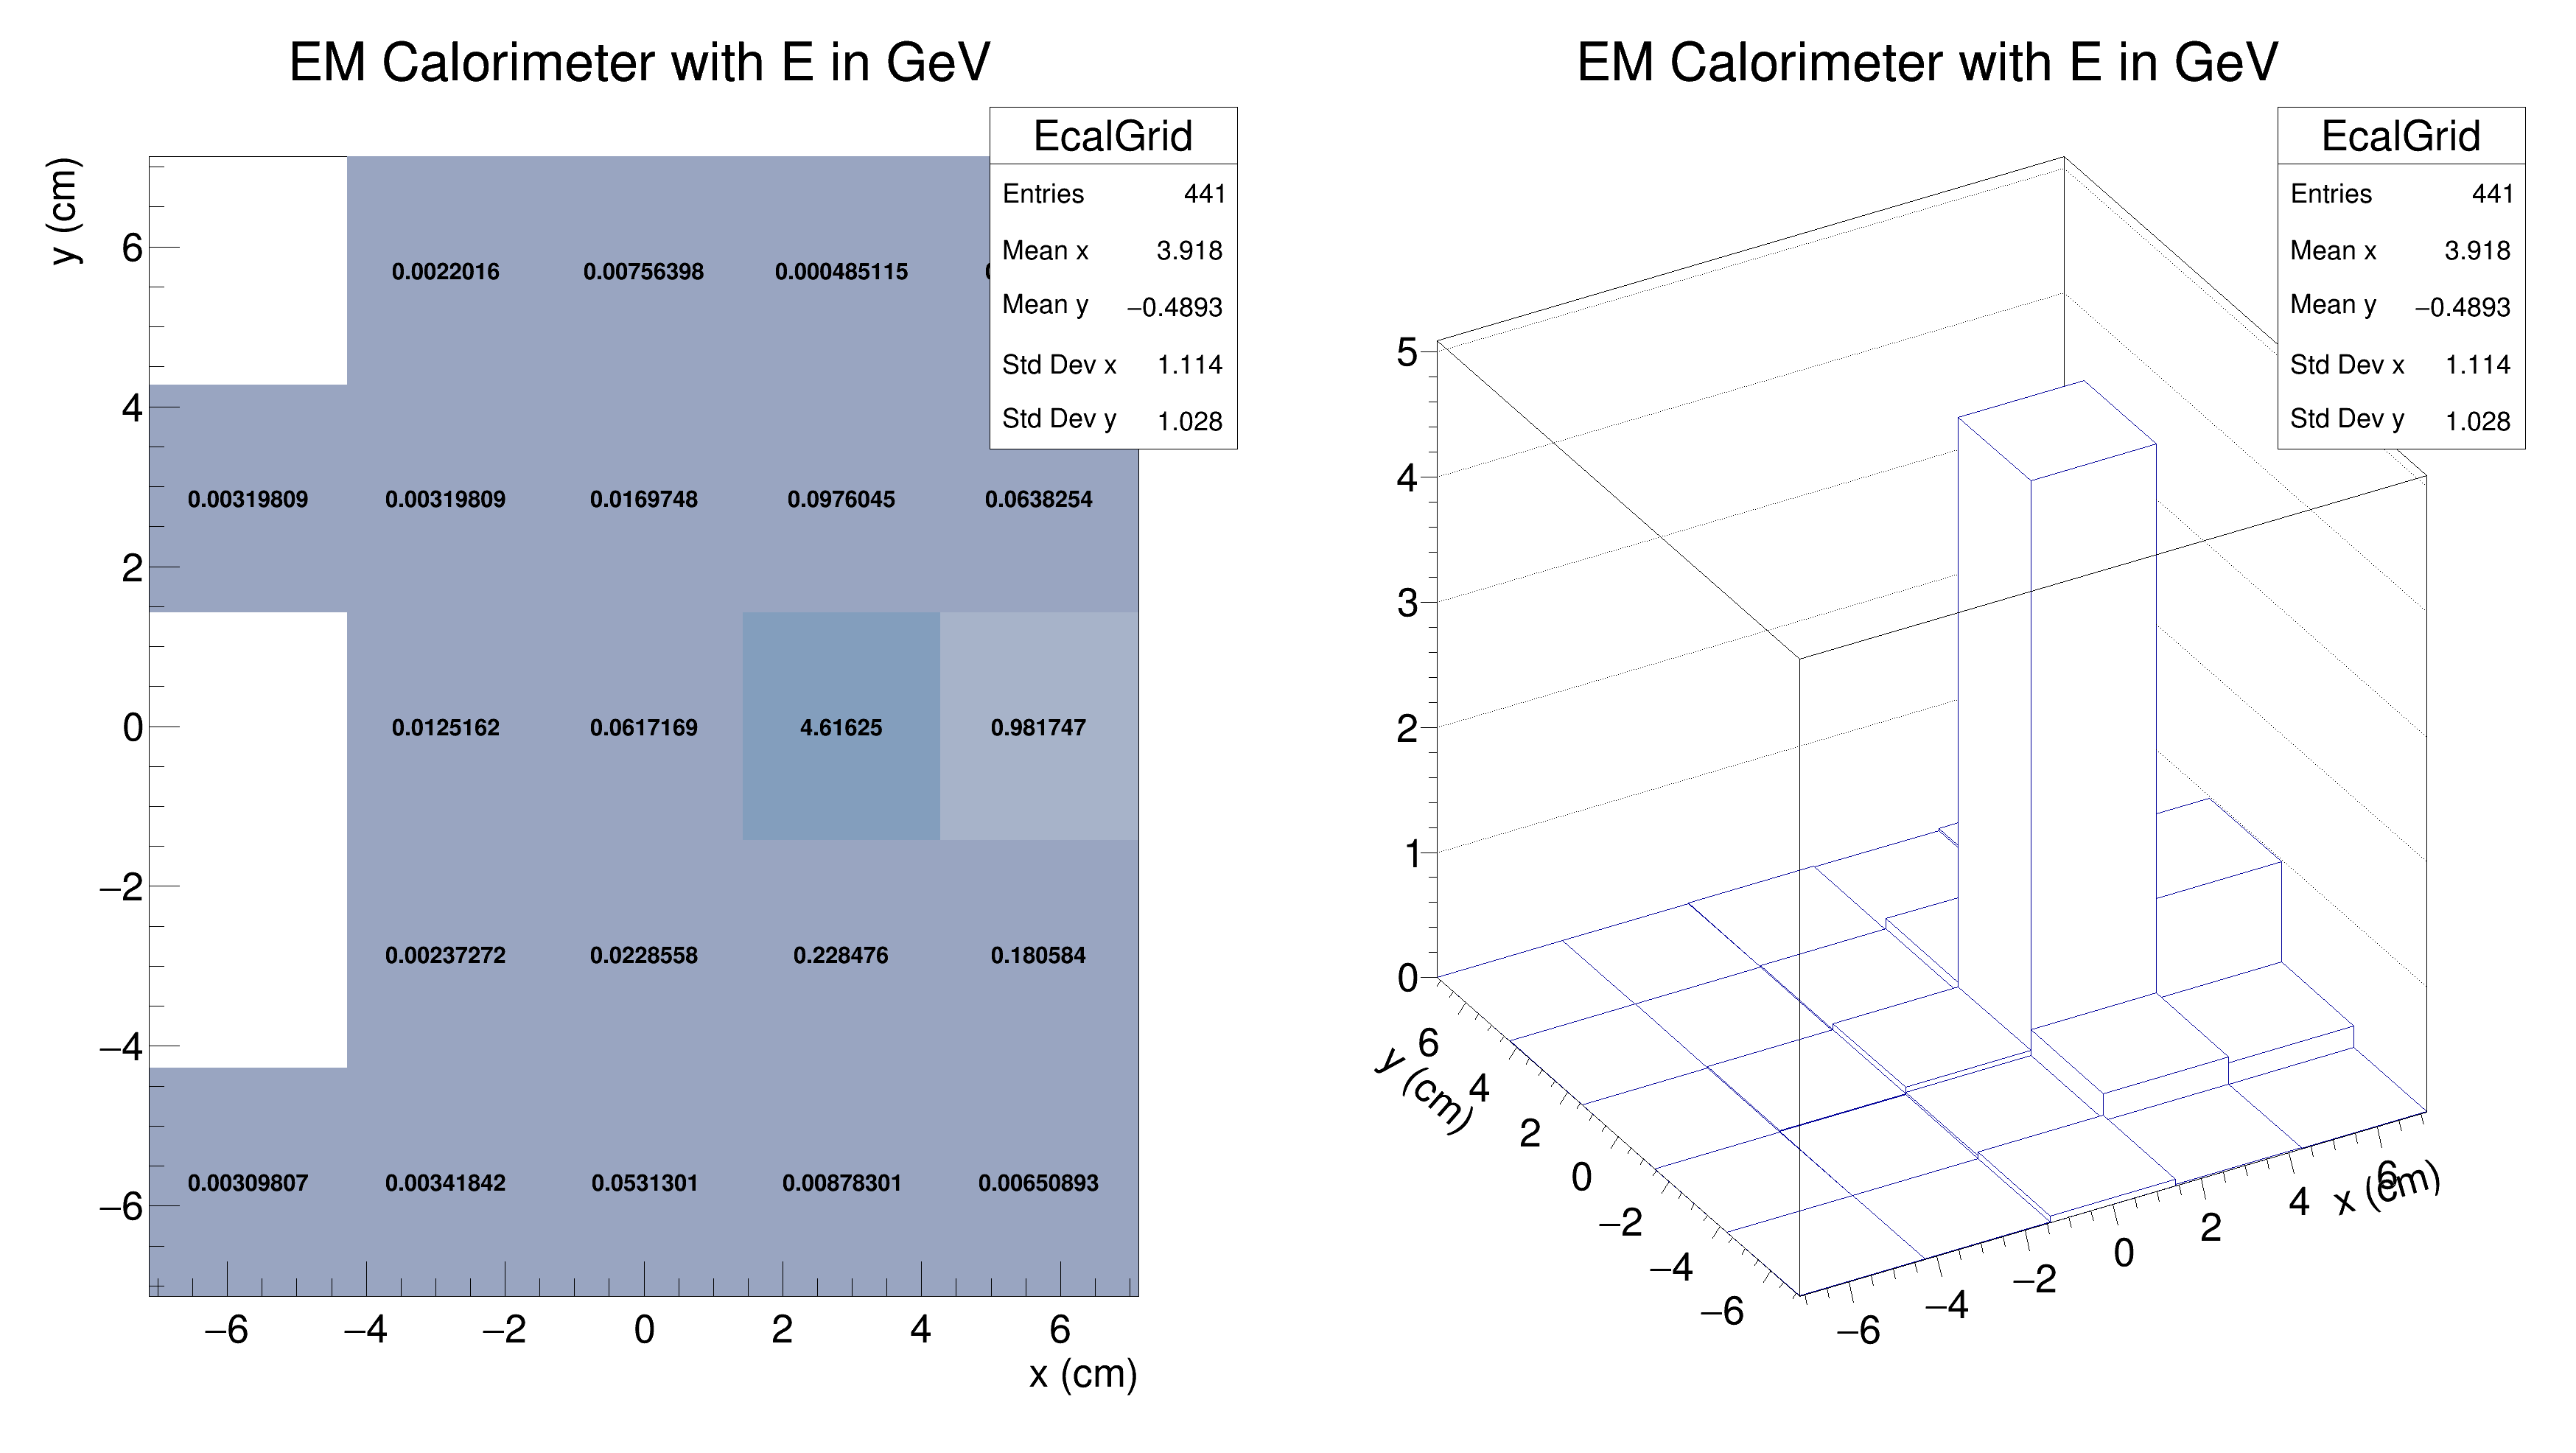 EM Calorimeter with E in GeV
EcalGrid
Entries 441
Mean x 3.918
Mean y −0.4893
Std Dev x 1.114
Std Dev y 1.028
y (cm)
6
4
2
0
−2
−4
−6
0.0022016 0.00756398 0.000485115
0.00319809 0.00319809 0.0169748 0.0976045 0.0638254
0.0125162 0.0617169 4.61625 0.981747
0.00237272 0.0228558 0.228476 0.180584
0.00309807 0.00341842 0.0531301 0.00878301 0.00650893
−6 −4 −2 0 2 4 6
x (cm)
EM Calorimeter with E in GeV
EcalGrid
Entries 441
Mean x 3.918
Mean y −0.4893
Std Dev x 1.114
Std Dev y 1.028
5
4
3
2
1
0
6
4
2
0
−2
−4
−6
y (cm)
−6
−4
−2
0
2
4
6
x (cm)